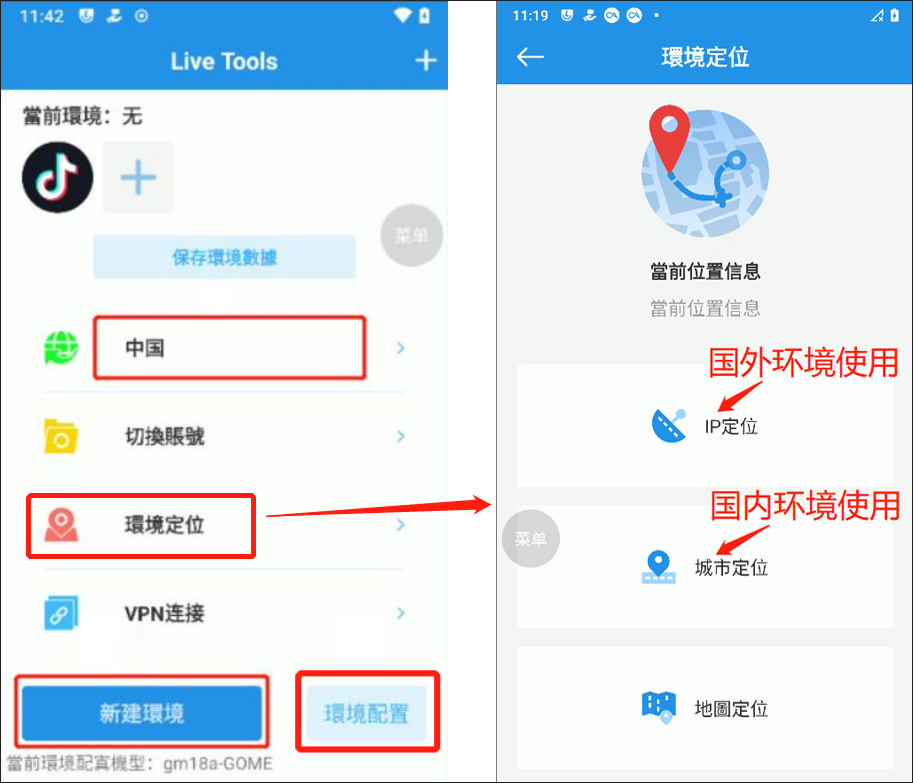 11:42
Live Tools
當前環境：无
菜单
保存環境數據
中国
切換賬號
環境定位
VPN连接
新建環境
環境配置
當前環境配寘機型：gm18a-GOME
11:19
環境定位
當前位置信息
當前位置信息
国外环境使用
IP定位
国内环境使用
菜单
城市定位
地圖定位